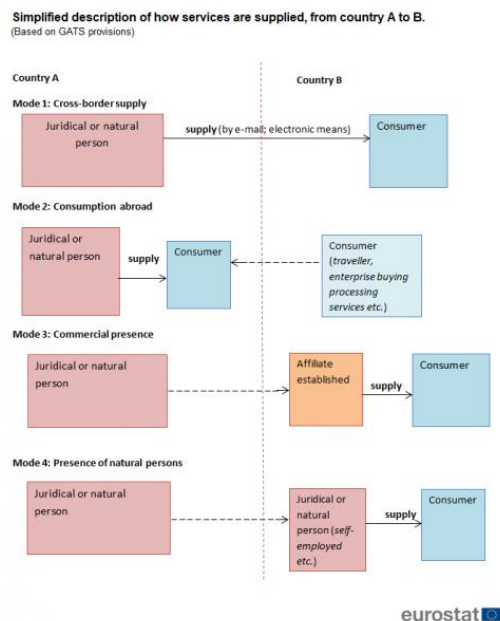 Simplified description of how services are supplied, from country A to B.
(Based on GATS provisions)
Country A
Country B
Mode 1: Cross-border supply
Juridical or natural
person
supply (by e-mail; electronic means)
Consumer
Mode 2: Consumption abroad
Juridical or
natural person
supply
Consumer
Consumer
(traveller,
enterprise buying
processing
services etc.)
Mode 3: Commercial presence
Juridical or natural
person
Affiliate
established
supply
Consumer
Mode 4: Presence of natural persons
Juridical or natural
person
Juridical or
natural
person (self-
employed
etc.)
supply
Consumer
eurostat